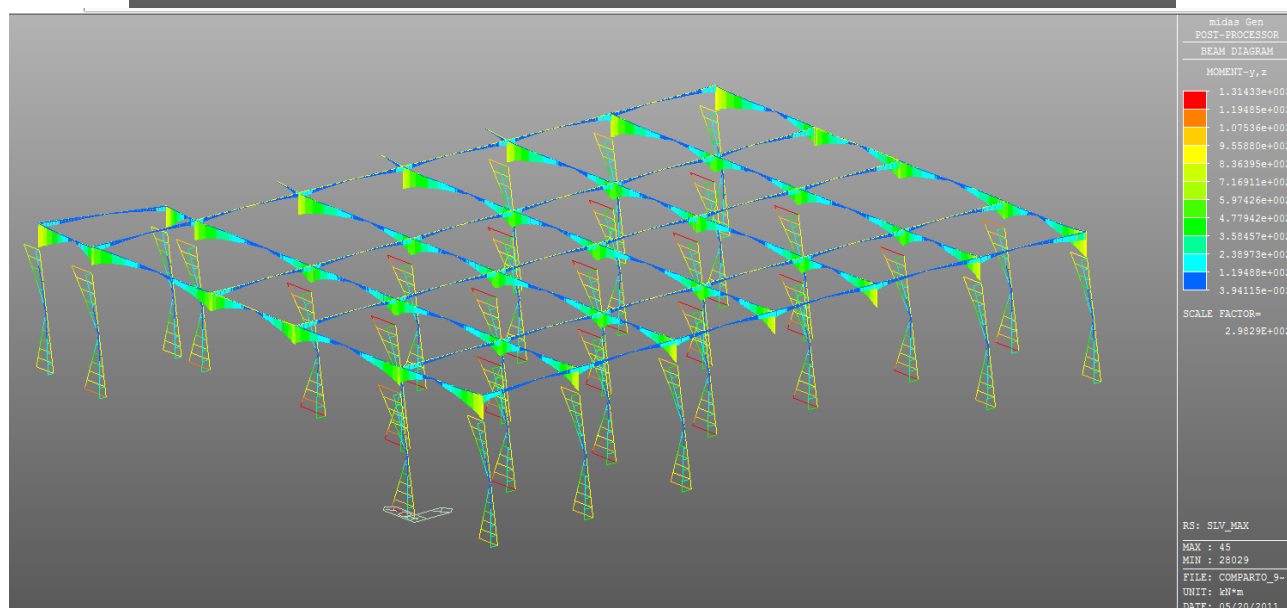 midas Gen
POST-PROCESSOR
BEAM DIAGRAM
MOMENT-y,z
1.31433e+00
1.19485e+00
1.07536e+00
9.55880e+00
8.36395e+00
7.16911e+00
5.97426e+00
4.77942e+00
3.58457e+00
2.38973e+00
1.19488e+00
3.94115e-00
SCALE FACTOR=
2.9829E+00
RS: SLV_MAX
MAX : 45
MIN : 28029
FILE: COMPARTO_9~
UNIT: kN*m
DATE: 05/20/2011